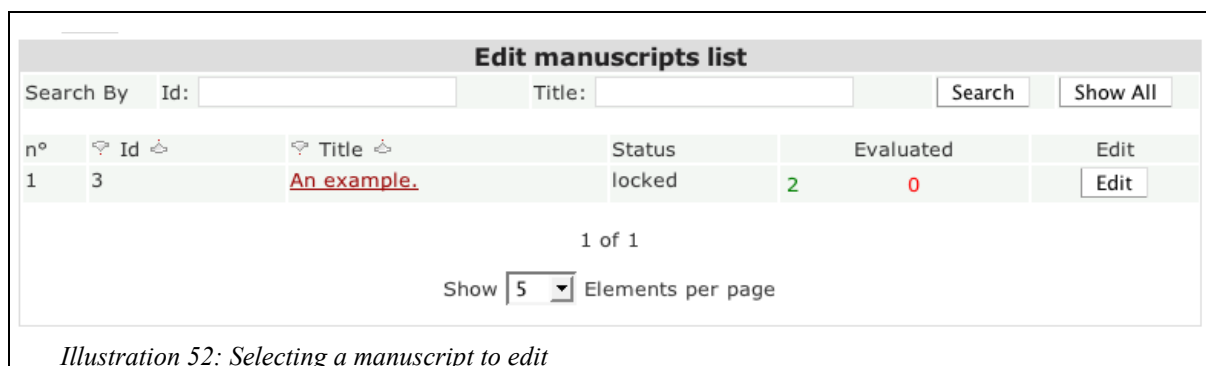 Edit manuscripts list
Search By Id: Title: Search Show All
n° Id Title Status Evaluated Edit
1 3 An example. locked 2 0 Edit
1 of 1
Show 5 Elements per page
Illustration 52: Selecting a manuscript to edit